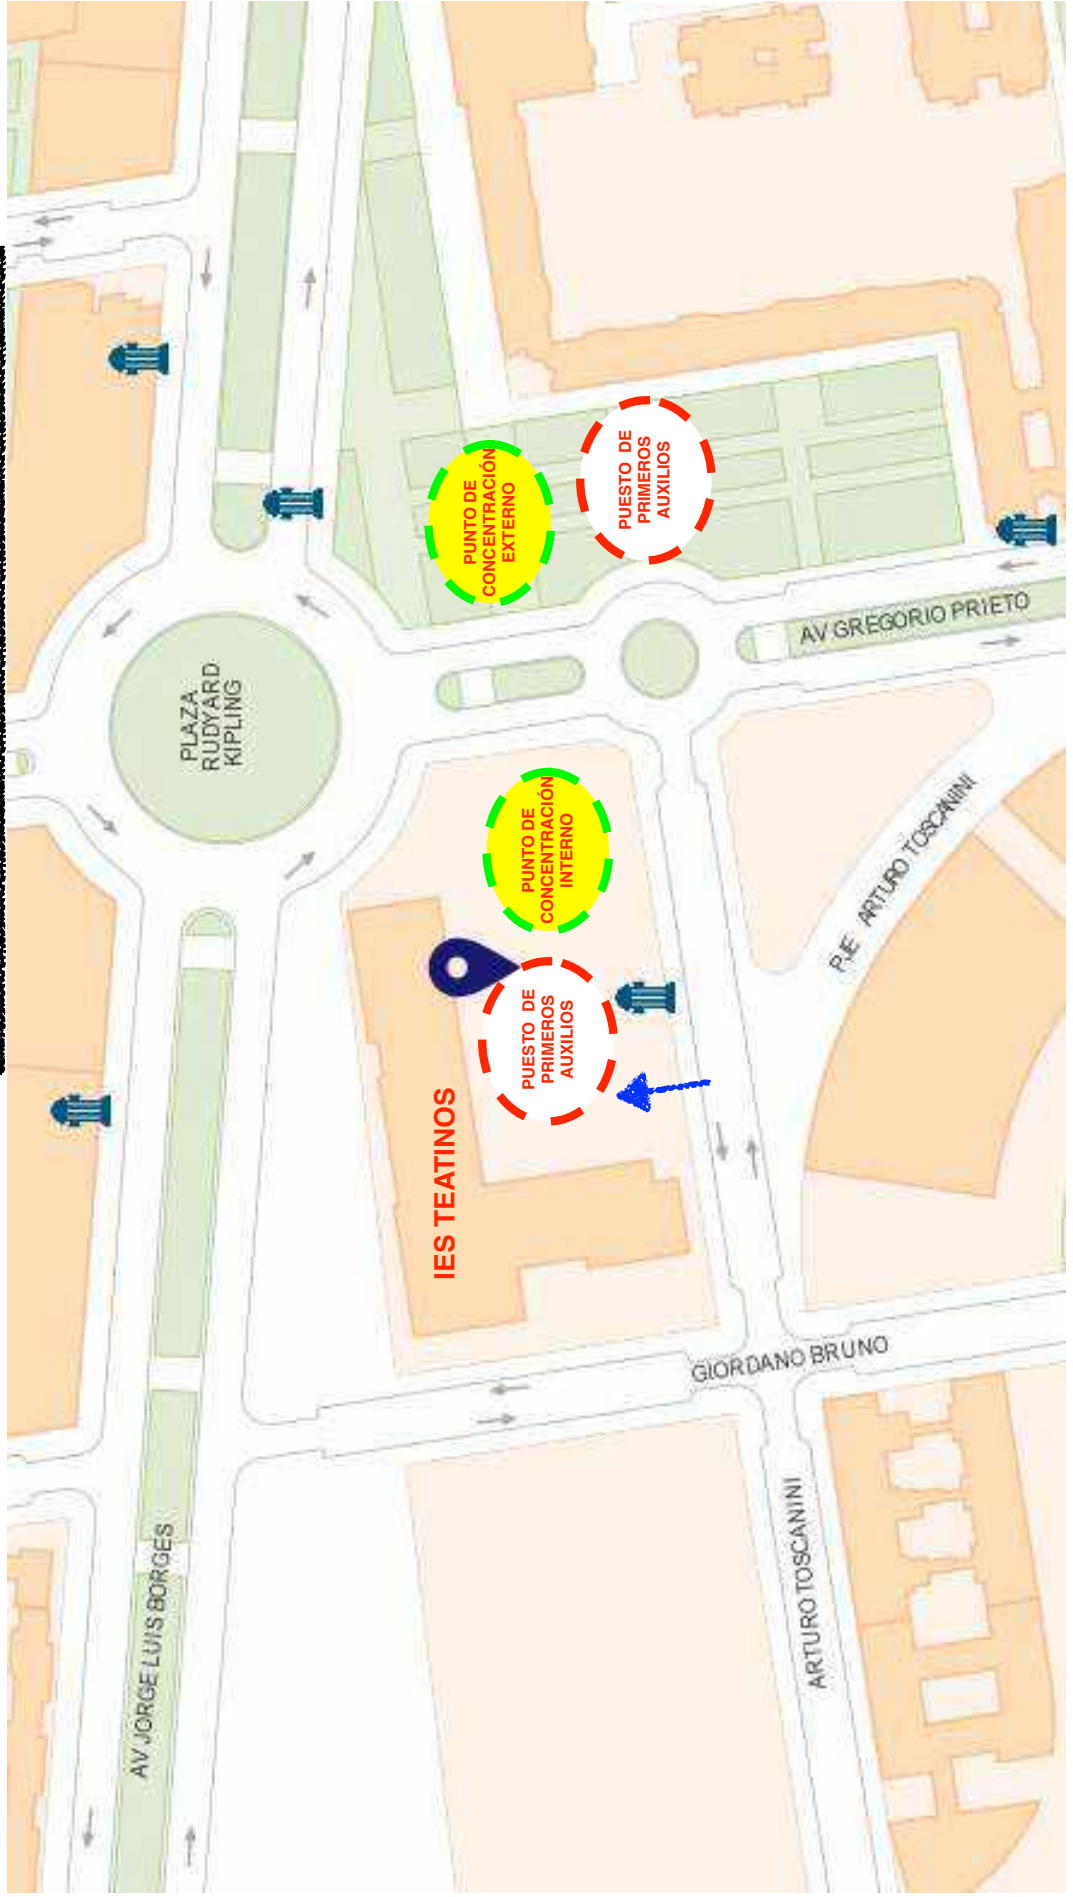 PLAZA
RUDYARD
KIPLING
PUNTO DE
CONCENTRACIÓN
EXTERNO
PUESTO DE
PRIMEROS
AUXILIOS
AV GREGORIO PRIETO
PUNTO DE
CONCENTRACIÓN
INTERNO
PJE ARTURO TOSCANINI
PUESTO DE
PRIMEROS
AUXILIOS
IES TEATINOS
GIORDANO BRUNO
AV JORGE LUIS BORGES
ARTURO TOSCANINI